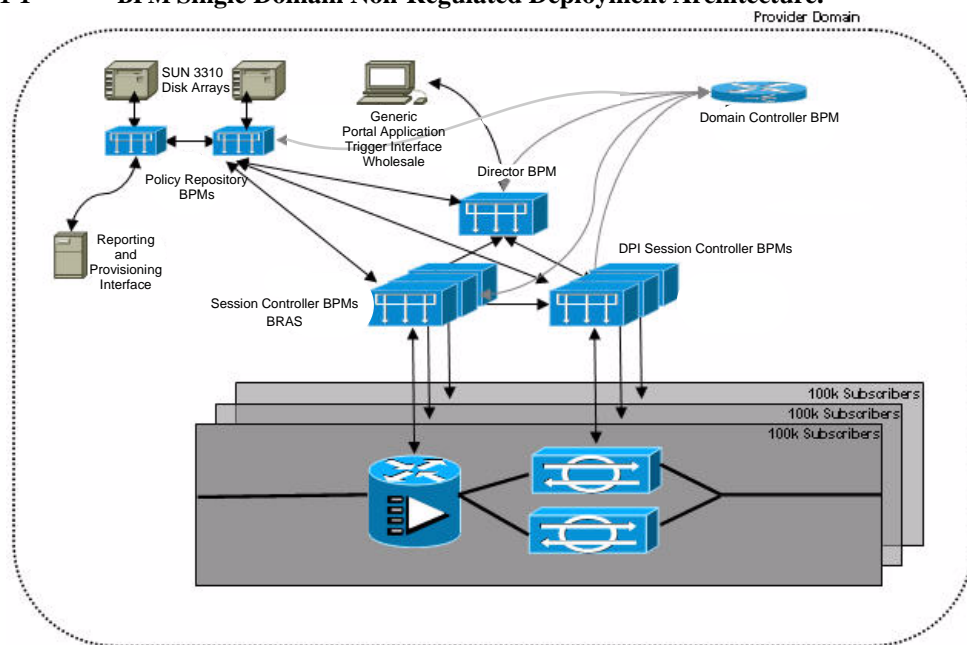 BPM Single Domain Non-Regulated Deployment Architecture.
Provider Domain
SUN 3310
Disk Arrays
Generic
Portal Application
Trigger Interface
Wholesale
Domain Controller BPM
Director BPM
Policy Repository
BPMs
Reporting
and
Provisioning
Interface
DPI Session Controller BPMs
Session Controller BPMs
BRAS
100k Subscribers
100k Subscribers
100k Subscribers